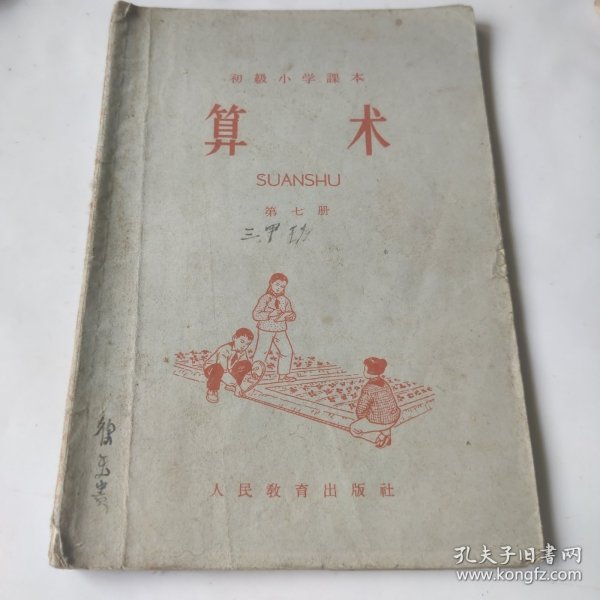 初級小学課本
算术
SUANSHU
第七册
三甲班
人民教育出版社
孔夫子旧書网
www.kongfz.com